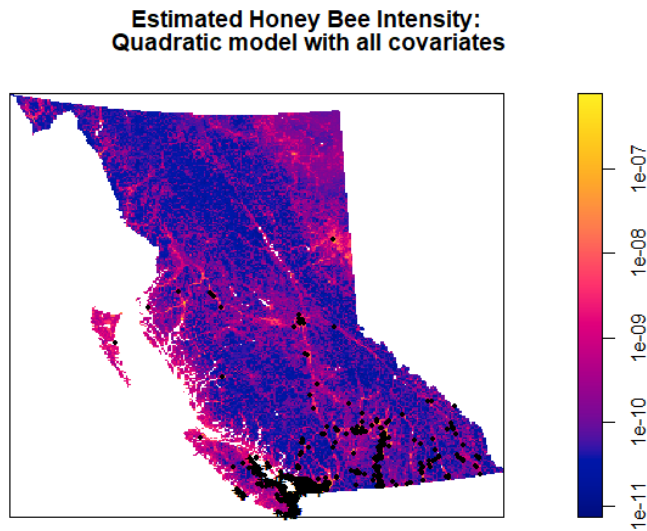 Estimated Honey Bee Intensity:
Quadratic model with all covariates
1e-07
1e-08
1e-09
1e-10
1e-11